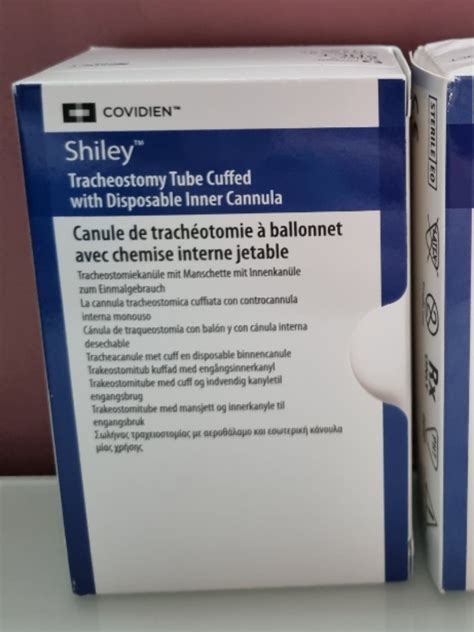 COVIDIEN™
Shiley™
Tracheostomy Tube Cuffed
with Disposable Inner Cannula
Canule de trachéotomie à ballonnet
avec chemise interne jetable
Tracheostomiekanüle mit Manschette mit Innenkanüle
zum Einmalgebrauch
La cannula tracheostomica cuffiata con controcannula
interna monouso
Cánula de traqueostomía con balón y con cánula interna
desechable
Tracheacanule met cuff en disposable binnencanule
Trakeostomitub kuffad med engångsinnerkanyl
Trakeostomitube med cuff og indvendig kanyletil
engangsbrug
Trakeostomitube med mansjett og innerkanyle til
engangsbruk
Σωλήνας τραχειοστομίας με αεροθάλαμο και εσωτερική κάνουλα
μίας χρήσης
STERILE EO
LATEX
Rx